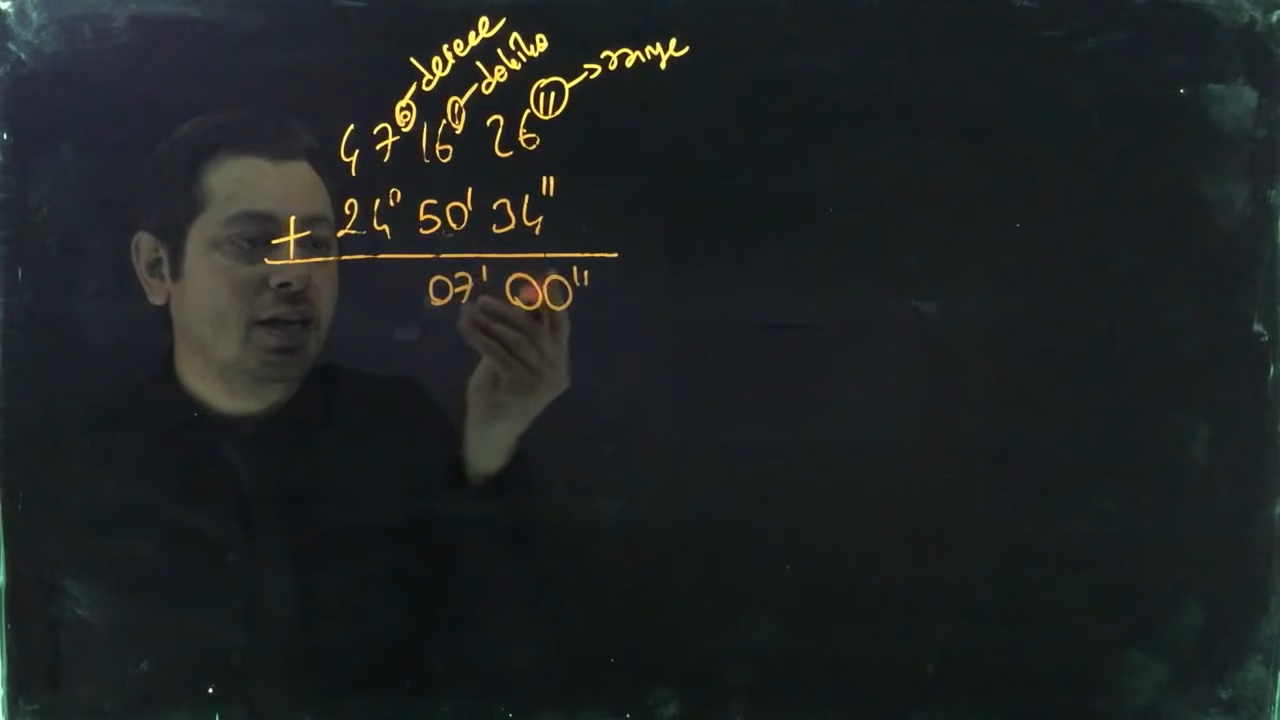 derece dakika saniye
47° 16' 26"
+ 24° 50' 34"
07' 00"